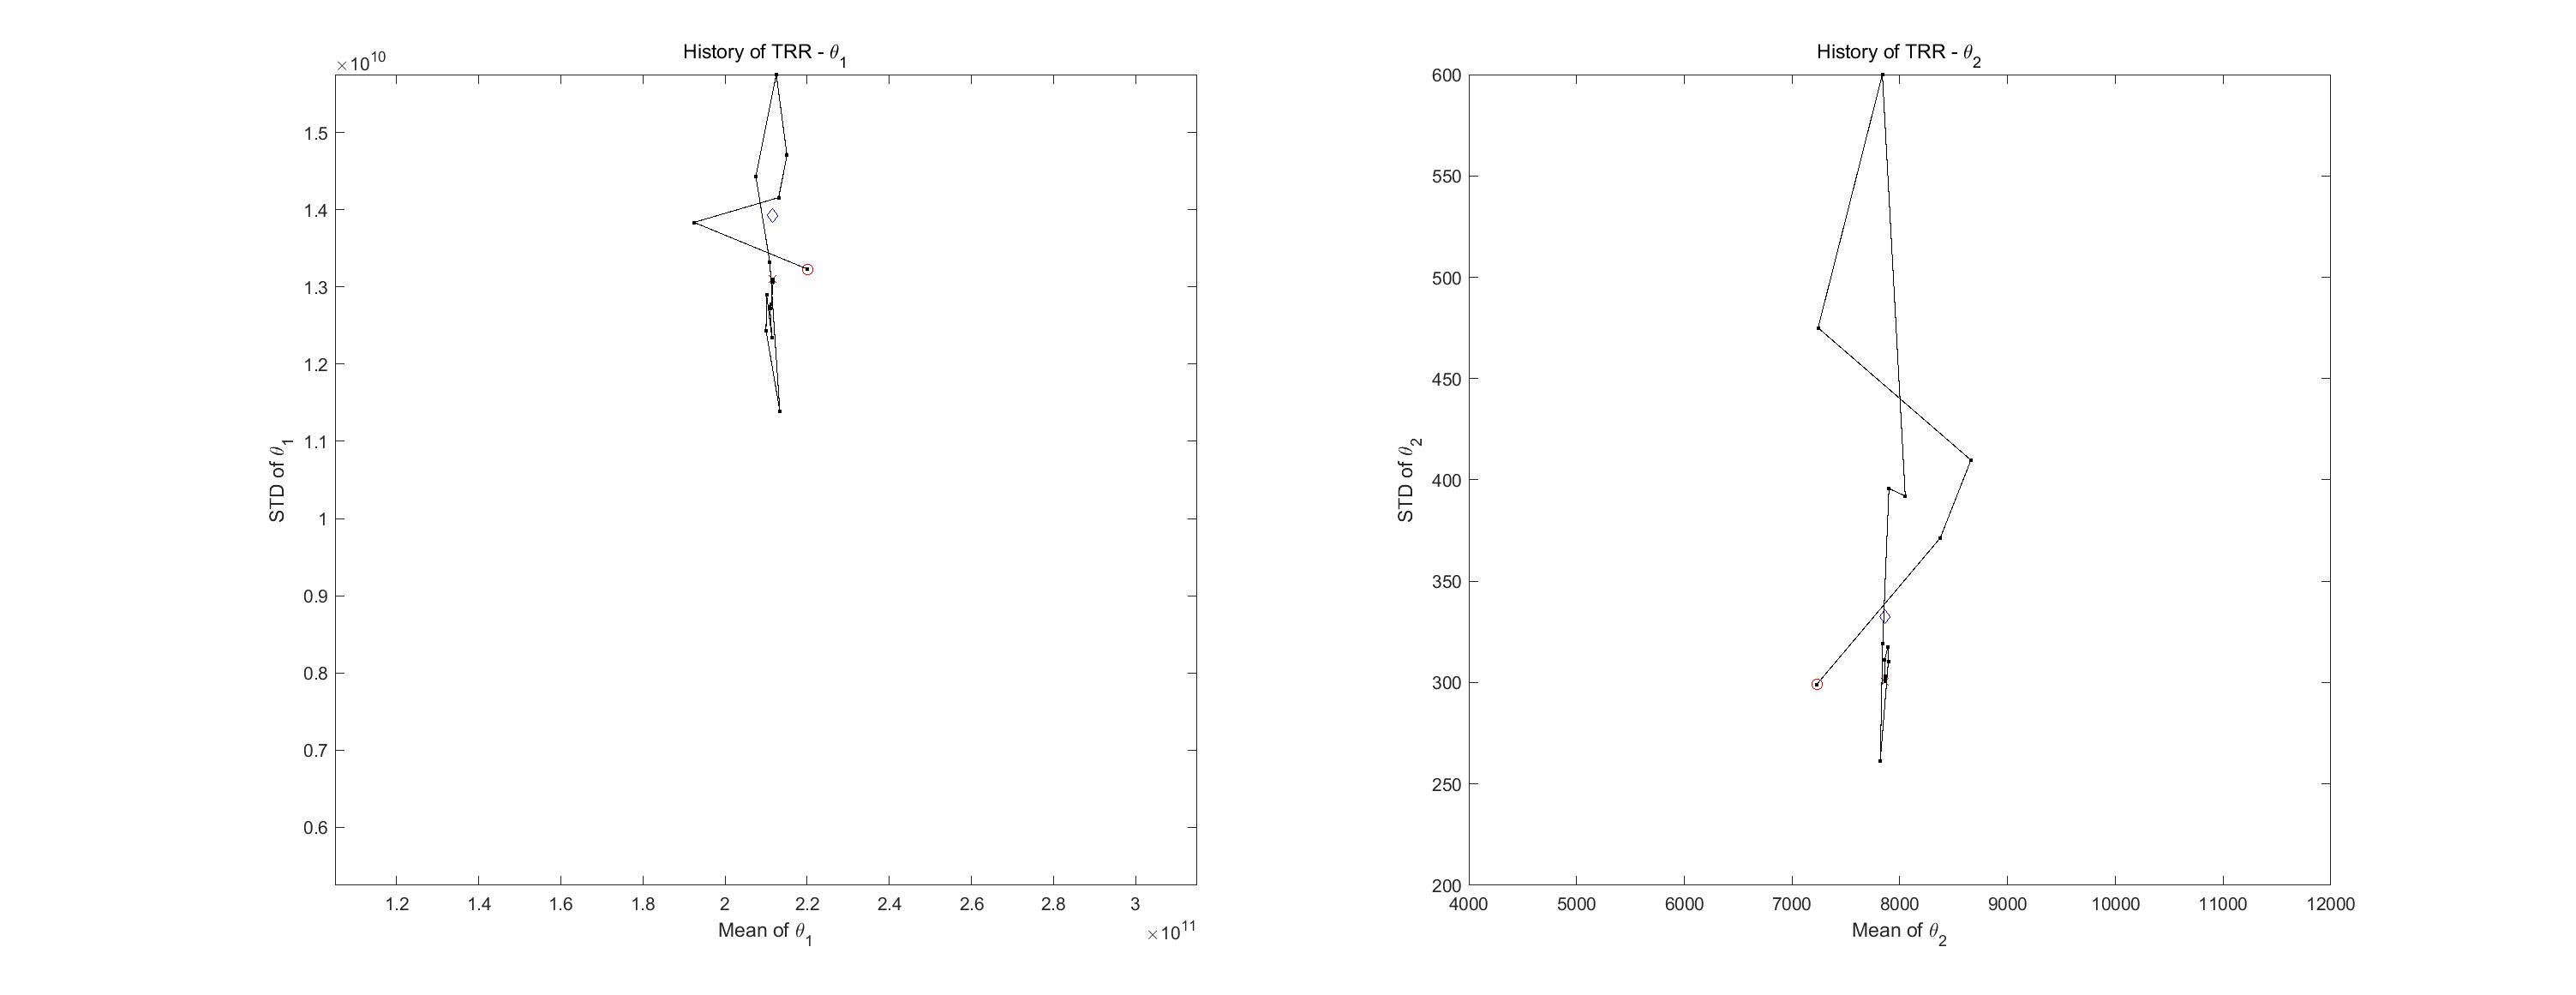 History of TRR - θ1
×10^10
1.5
1.4
1.3
1.2
1.1
1
0.9
0.8
0.7
0.6
STD of θ1
1.2 1.4 1.6 1.8 2 2.2 2.4 2.6 2.8 3
Mean of θ1
×10^11
History of TRR - θ2
600
550
500
450
400
350
300
250
200
STD of θ2
4000 5000 6000 7000 8000 9000 10000 11000 12000
Mean of θ2